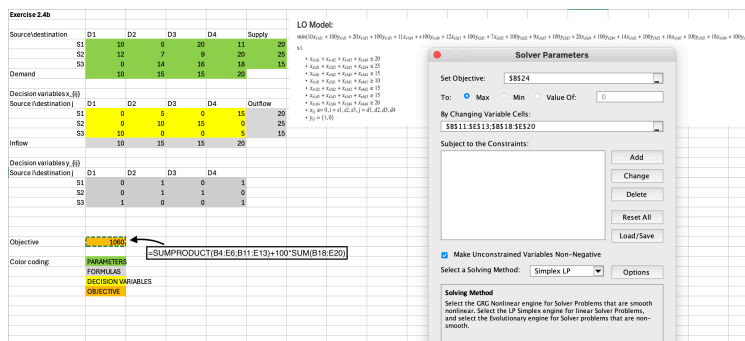 Exercise 2.4b
Source\destination D1 D2 D3 D4 Supply
S1 10 0 20 11 20
S2 12 7 9 20 25
S3 0 14 16 18 15
Demand 10 15 15 20
Decision variables x_{ij}
Source i\destination j D1 D2 D3 D4 Outflow
S1 0 5 0 15 20
S2 0 10 15 0 25
S3 10 0 0 5 15
Inflow 10 15 15 20
Decision variables y_{ij}
Source i\destination j D1 D2 D3 D4
S1 0 1 0 1
S2 0 1 1 0
S3 1 0 0 1
Objective 1060
=SUMPRODUCT(B4:E6;B11:E13)+100*SUM(B18:E20)
Color coding: PARAMETERS
FORMULAS
DECISION VARIABLES
OBJECTIVE
LO Model:
s.t.
Solver Parameters
Set Objective: $B$24
To: Max Min Value Of: 0
By Changing Variable Cells:
$B$11:$E$13;$B$18:$E$20
Subject to the Constraints:
Add
Change
Delete
Reset All
Load/Save
Make Unconstrained Variables Non-Negative
Select a Solving Method: Simplex LP Options
Solving Method
Select the GRG Nonlinear engine for Solver Problems that are smooth
nonlinear. Select the LP Simplex engine for linear Solver Problems,
and select the Evolutionary engine for Solver problems that are non-
smooth.